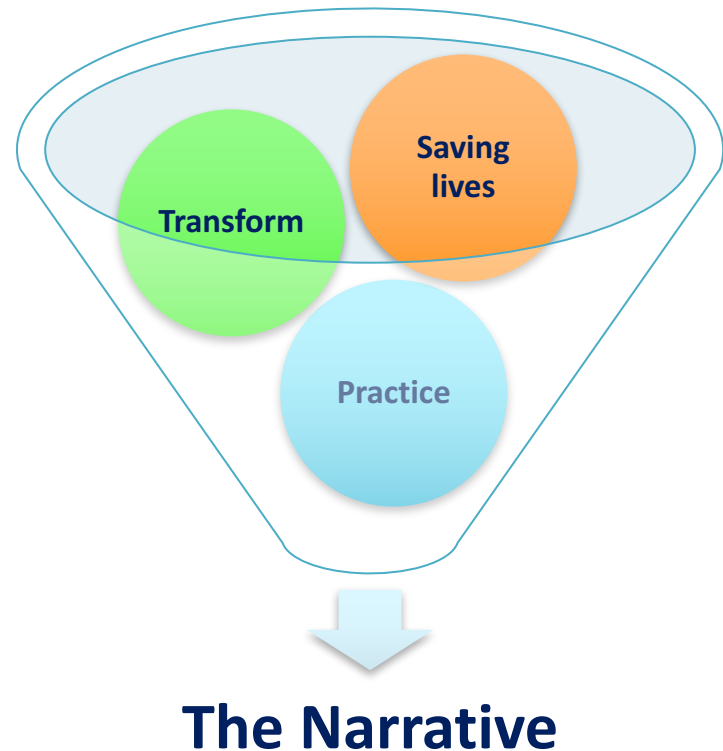 Saving
lives
Transform
Practice
The Narrative